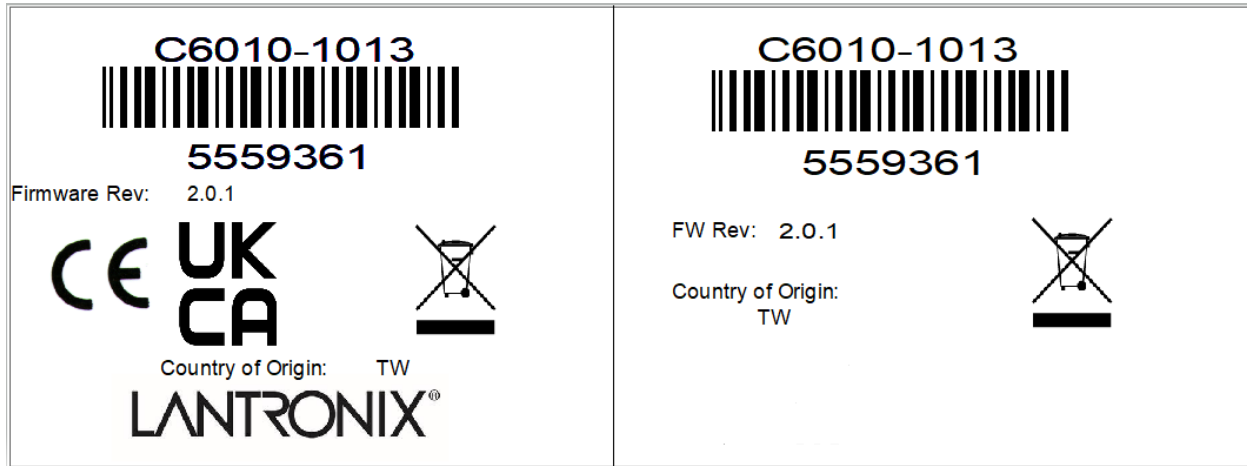 C6010-1013
5559361
Firmware Rev: 2.0.1
CE
UK
CA
Country of Origin: TW
LANTRONIX®
C6010-1013
5559361
FW Rev: 2.0.1
Country of Origin:
TW